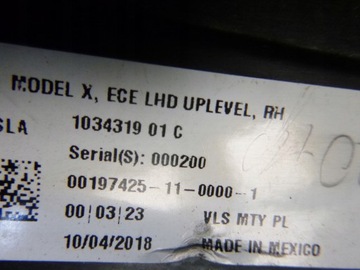 MODEL X, ECE LHD UPLEVEL, RH
SLA 1034319 01 C
Serial(S): 000200
00197425-11-0000-1
00|03|23 VLS MTY PL
10/04/2018 MADE IN MEXICO